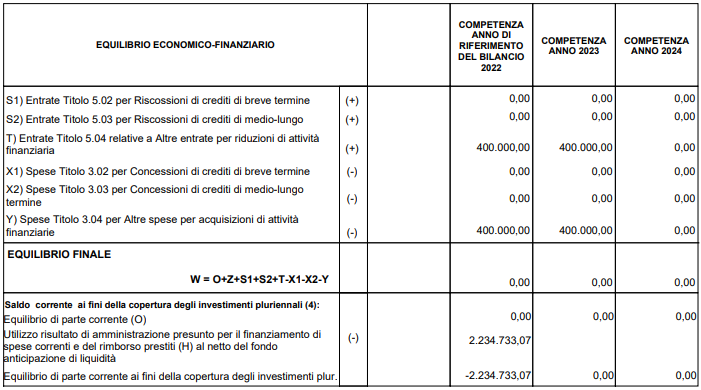 EQUILIBRIO ECONOMICO-FINANZIARIO
COMPETENZA
ANNO DI
RIFERIMENTO
DEL BILANCIO
2022
COMPETENZA
ANNO 2023
COMPETENZA
ANNO 2024
S1) Entrate Titolo 5.02 per Riscossioni di crediti di breve termine (+) 0,00 0,00 0,00
S2) Entrate Titolo 5.03 per Riscossioni di crediti di medio-lungo (+) 0,00 0,00 0,00
T) Entrate Titolo 5.04 relative a Altre entrate per riduzioni di attività
finanziaria (+) 400.000,00 400.000,00 0,00
X1) Spese Titolo 3.02 per Concessioni di crediti di breve termine (-) 0,00 0,00 0,00
X2) Spese Titolo 3.03 per Concessioni di crediti di medio-lungo
termine (-) 0,00 0,00 0,00
Y) Spese Titolo 3.04 per Altre spese per acquisizioni di attività
finanziarie (-) 400.000,00 400.000,00 0,00
EQUILIBRIO FINALE
W = O+Z+S1+S2+T-X1-X2-Y 0,00 0,00 0,00
Saldo corrente ai fini della copertura degli investimenti pluriennali (4):
Equilibrio di parte corrente (O) 0,00 0,00 0,00
Utilizzo risultato di amministrazione presunto per il finanziamento di
spese correnti e del rimborso prestiti (H) al netto del fondo (-) 2.234.733,07
anticipazione di liquidità
Equilibrio di parte corrente ai fini della copertura degli investimenti plur. -2.234.733,07 0,00 0,00